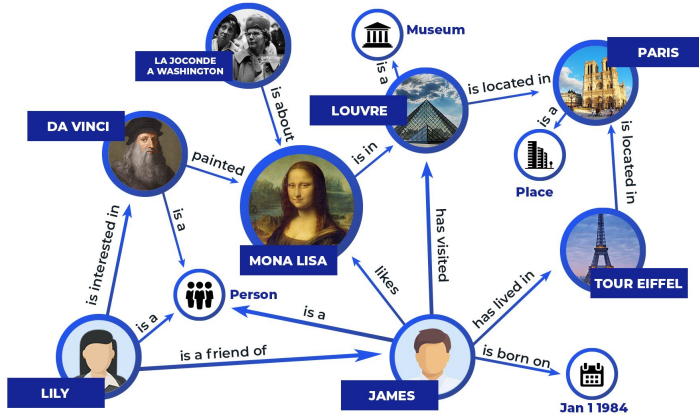 Museum
PARIS
LA JOCONDE
A WASHINGTON
is a
is located in
LOUVRE
is about
is a
is located in
DA VINCI
painted
is in
Place
is a
has visited
is interested in
MONA LISA
TOUR EIFFEL
Person
likes
has lived in
is a
is a
is a friend of
is born on
LILY
JAMES
Jan 1 1984